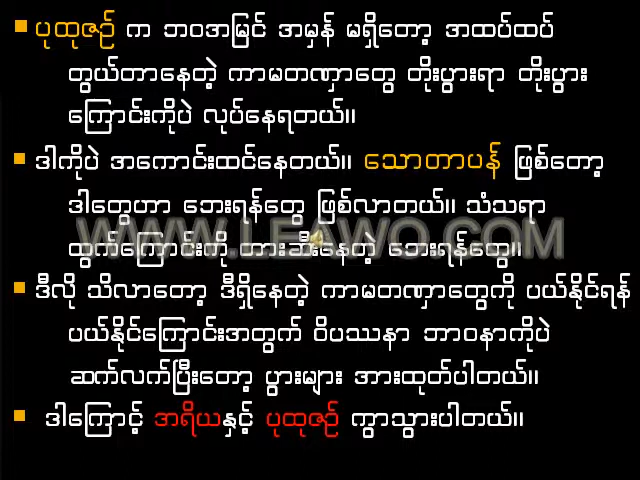 ပုထုဇဉ် က ဘဝအမြင် အမှန် မရှိတော့ အထပ်ထပ်
တွယ်တာနေတဲ့ ကာမတဏှာတွေ တိုးပွားရာ တိုးပွား
ကြောင်းကိုပဲ လုပ်နေရတယ်။
ဒါကိုပဲ အကောင်းထင်နေတယ်။ သောတာပန် ဖြစ်တော့
ဒါတွေဟာ ဘေးရန်တွေ ဖြစ်လာတယ်။ သံသရာ
WWW.LEAWO.COM
ထွက်ကြောင်းကို တားဆီးနေတဲ့ ဘေးရန်တွေ။
ဒီလို သိလာတော့ ဒီရှိနေတဲ့ ကာမတဏှာတွေကို ပယ်နိုင်ရန်
ပယ်နိုင်ကြောင်းအတွက် ဝိပဿနာ ဘာဝနာကိုပဲ
ဆက်လက်ပြီးတော့ ပွားများ အားထုတ်ပါတယ်။
ဒါကြောင့် အရိယနှင့် ပုထုဇဉ် ကွာသွားပါတယ်။